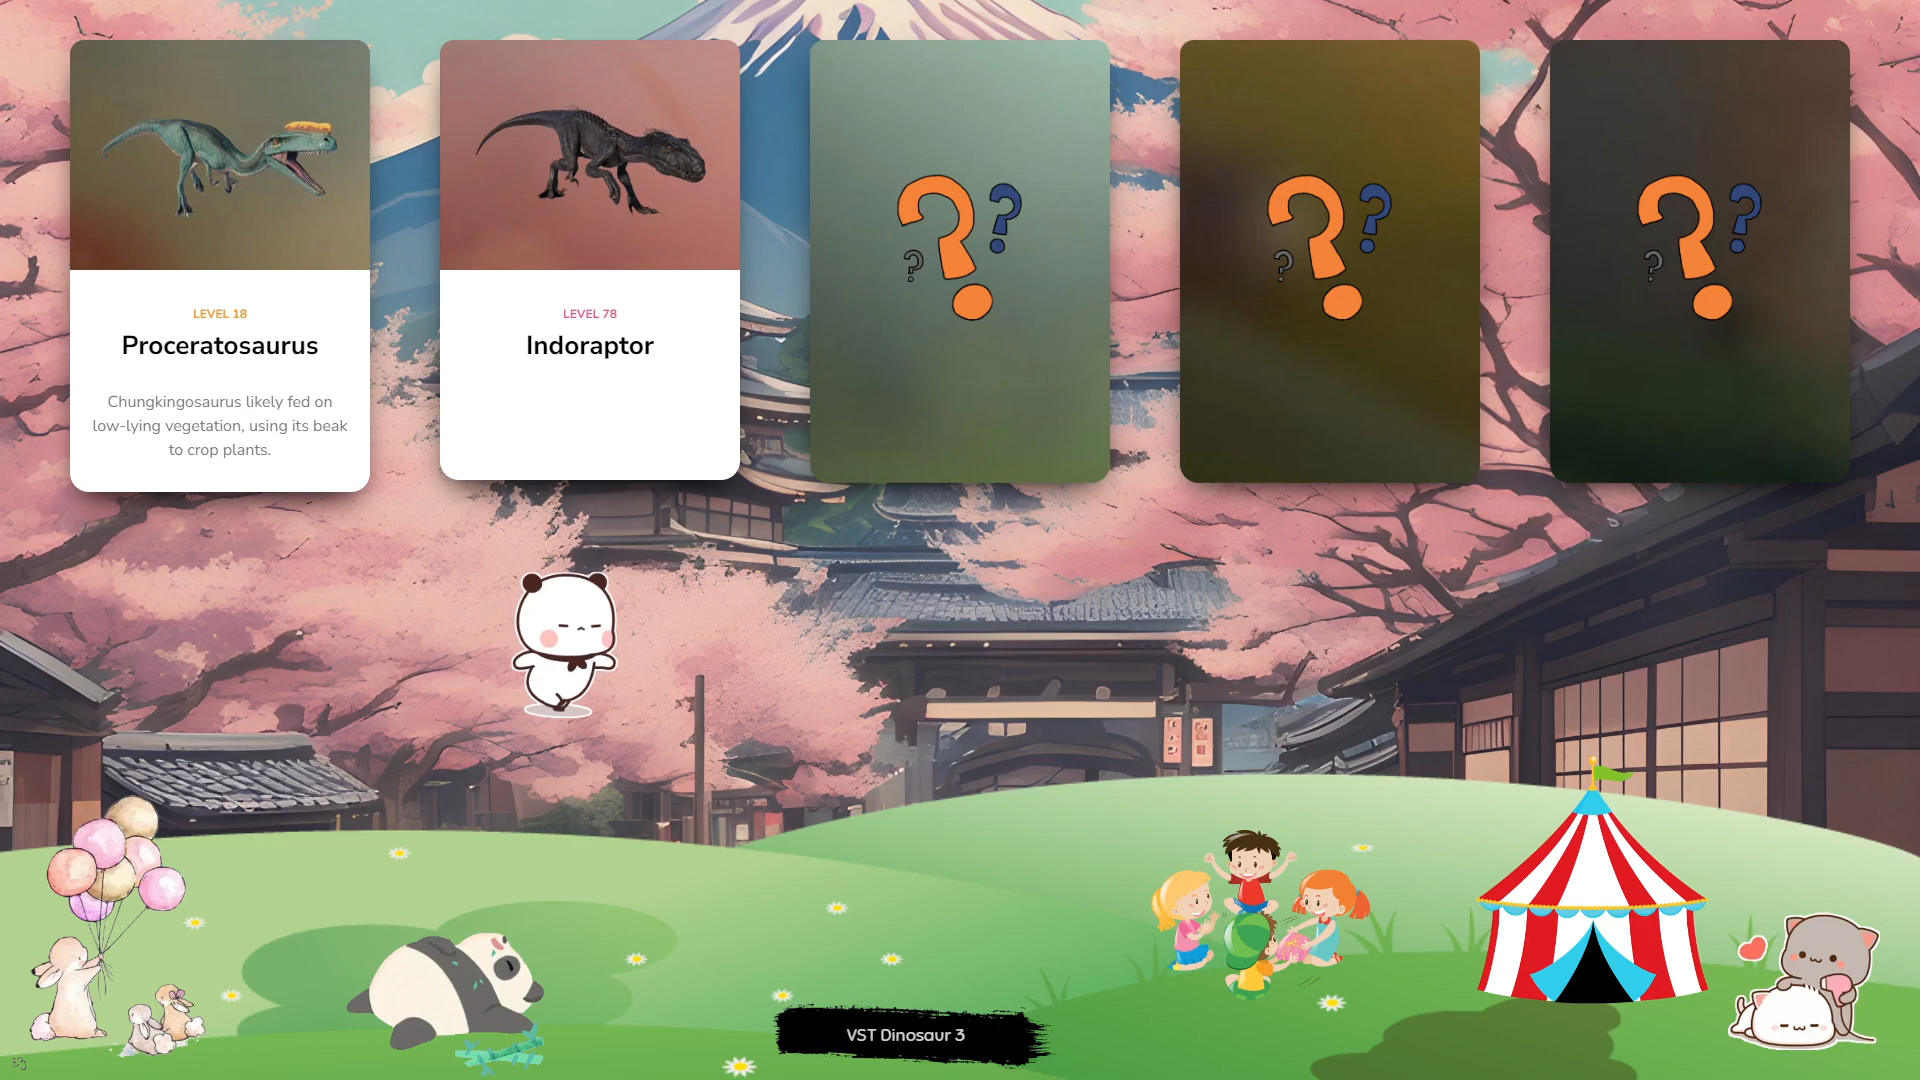 LEVEL 18
Proceratosaurus
Chungkingosaurus likely fed on
low-lying vegetation, using its beak
to crop plants.
LEVEL 78
Indoraptor
? ? ?
? ? ?
? ? ?
VST Dinosaur 3